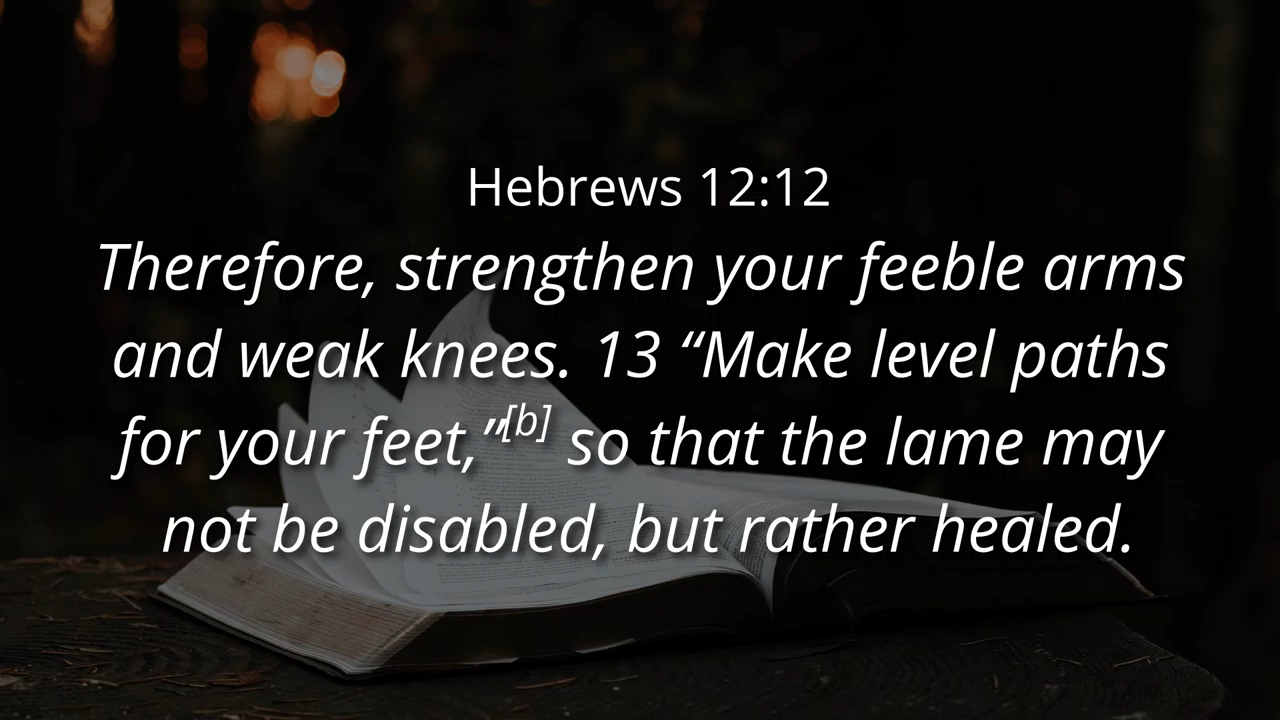 Hebrews 12:12
Therefore, strengthen your feeble arms
and weak knees. 13 “Make level paths
for your feet,”[b] so that the lame may
not be disabled, but rather healed.